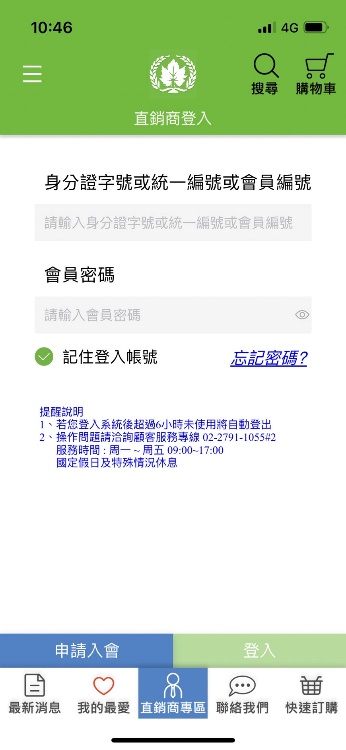 10:46
4G
搜尋
購物車
直銷商登入
身分證字號或統一編號或會員編號
請輸入身分證字號或統一編號或會員編號
會員密碼
請輸入會員密碼
記住登入帳號
忘記密碼?
提醒說明
1、若您登入系統後超過6小時未使用將自動登出
2、操作問題請洽詢顧客服務專線 02-2791-1055#2
服務時間 : 周一 ~ 周五 09:00~17:00
國定假日及特殊情況休息
申請入會
登入
最新消息
我的最愛
直銷商專區
聯絡我們
快速訂購